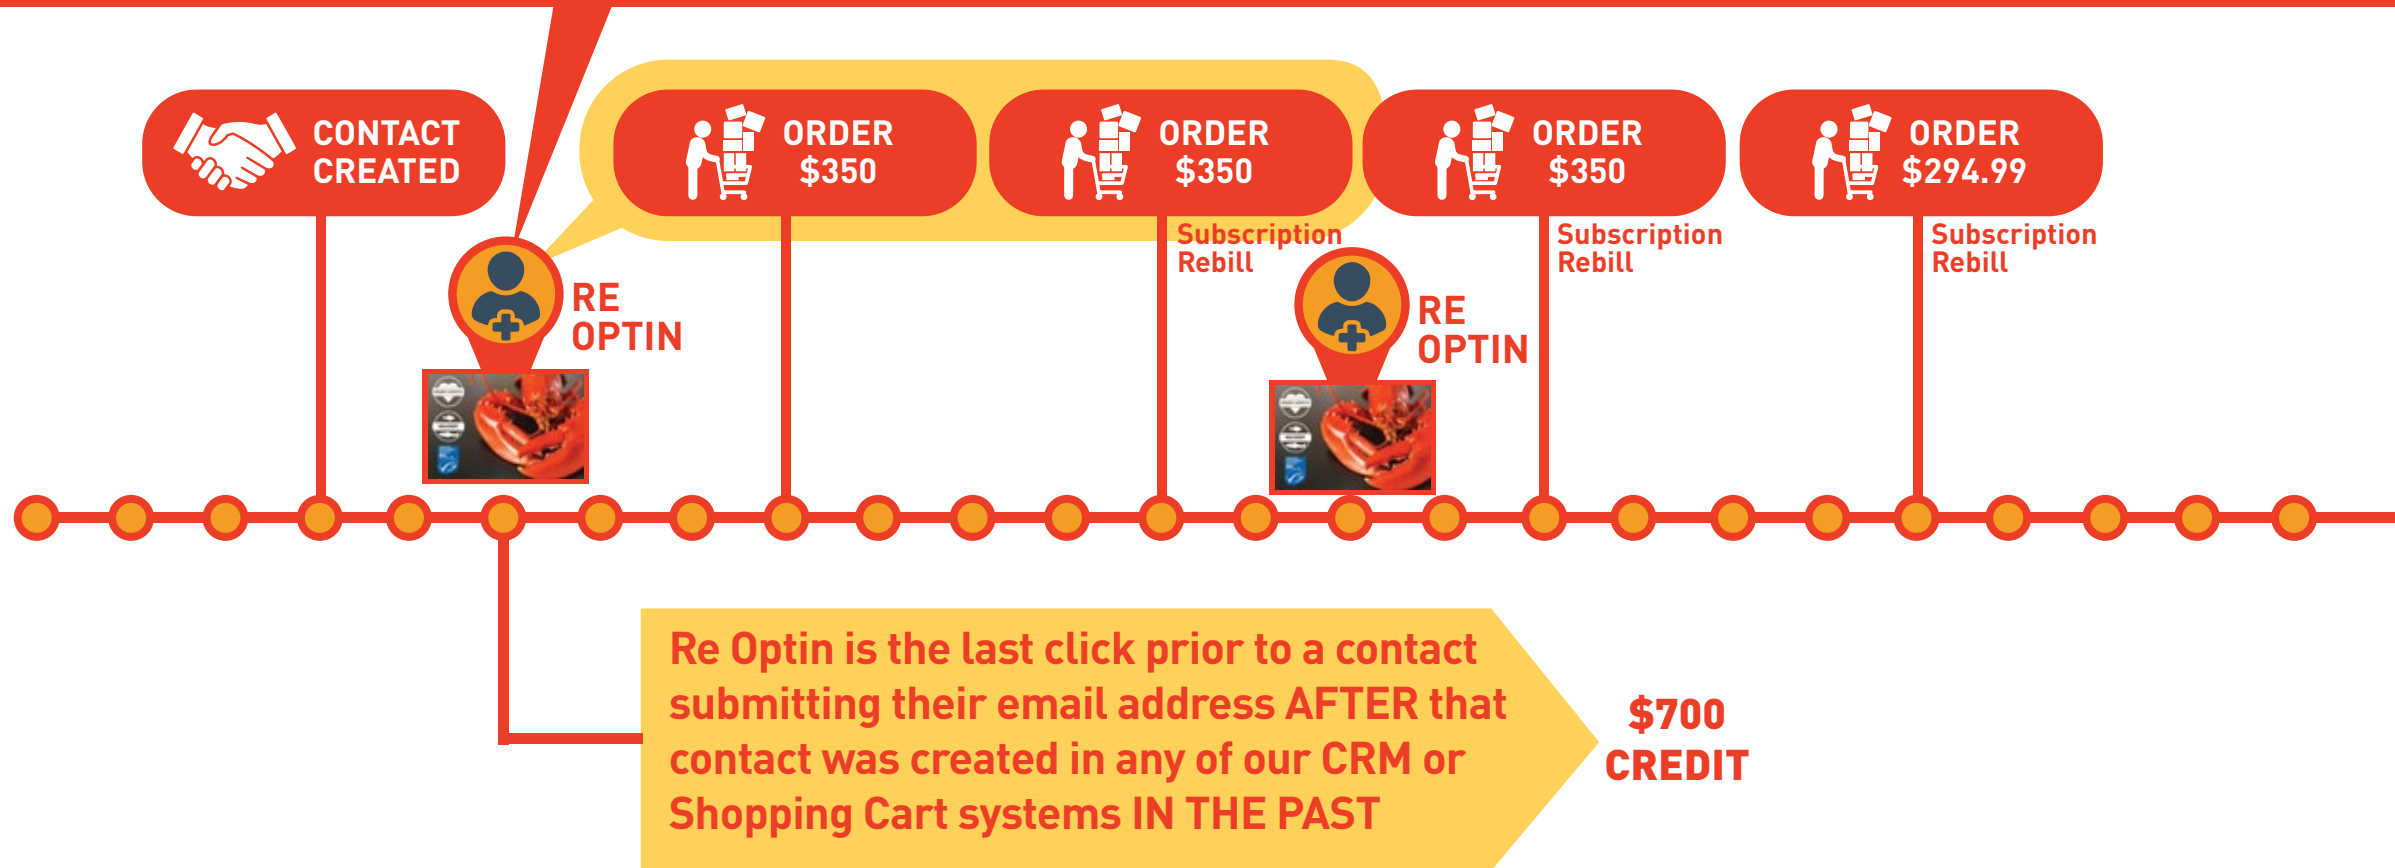 CONTACT
CREATED
ORDER
$350
ORDER
$350
ORDER
$350
ORDER
$294.99
Subscription
Rebill
Subscription
Rebill
Subscription
Rebill
RE
OPTIN
RE
OPTIN
Re Optin is the last click prior to a contact
submitting their email address AFTER that
contact was created in any of our CRM or
Shopping Cart systems IN THE PAST
$700
CREDIT